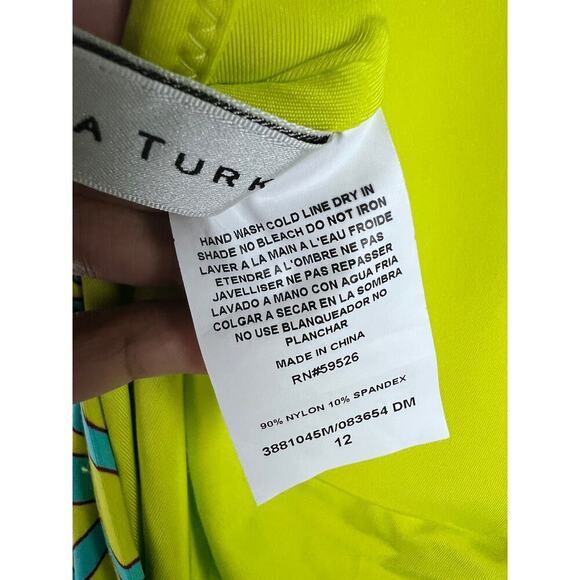 A TURK
HAND WASH COLD LINE DRY IN
SHADE NO BLEACH DO NOT IRON
LAVER A LA MAIN A L'EAU FROIDE
ETENDRE A L'OMBRE NE PAS
JAVELLISER NE PAS REPASSER
LAVADO A MANO CON AGUA FRIA
COLGAR A SECAR EN LA SOMBRA
NO USE BLANQUEADOR NO
PLANCHAR
MADE IN CHINA
RN#59526
90% NYLON 10% SPANDEX
3881045M/083654 DM
12